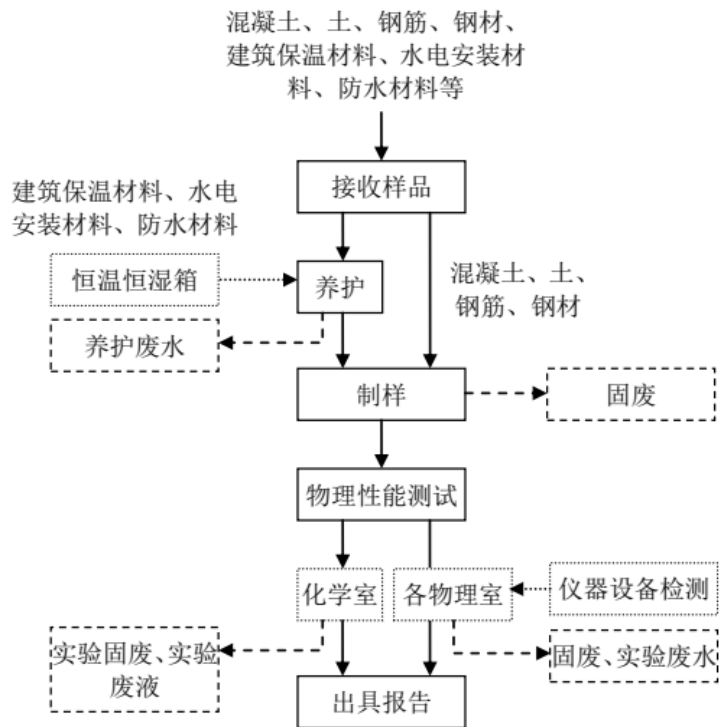 混凝土、土、钢筋、钢材、
建筑保温材料、水电安装材
料、防水材料等
接收样品
建筑保温材料、水电
安装材料、防水材料
恒温恒湿箱
养护
混凝土、土、
钢筋、钢材
养护废水
制样
固废
物理性能测试
化学室
各物理室
仪器设备检测
实验固废、实验
废液
固废、实验废水
出具报告